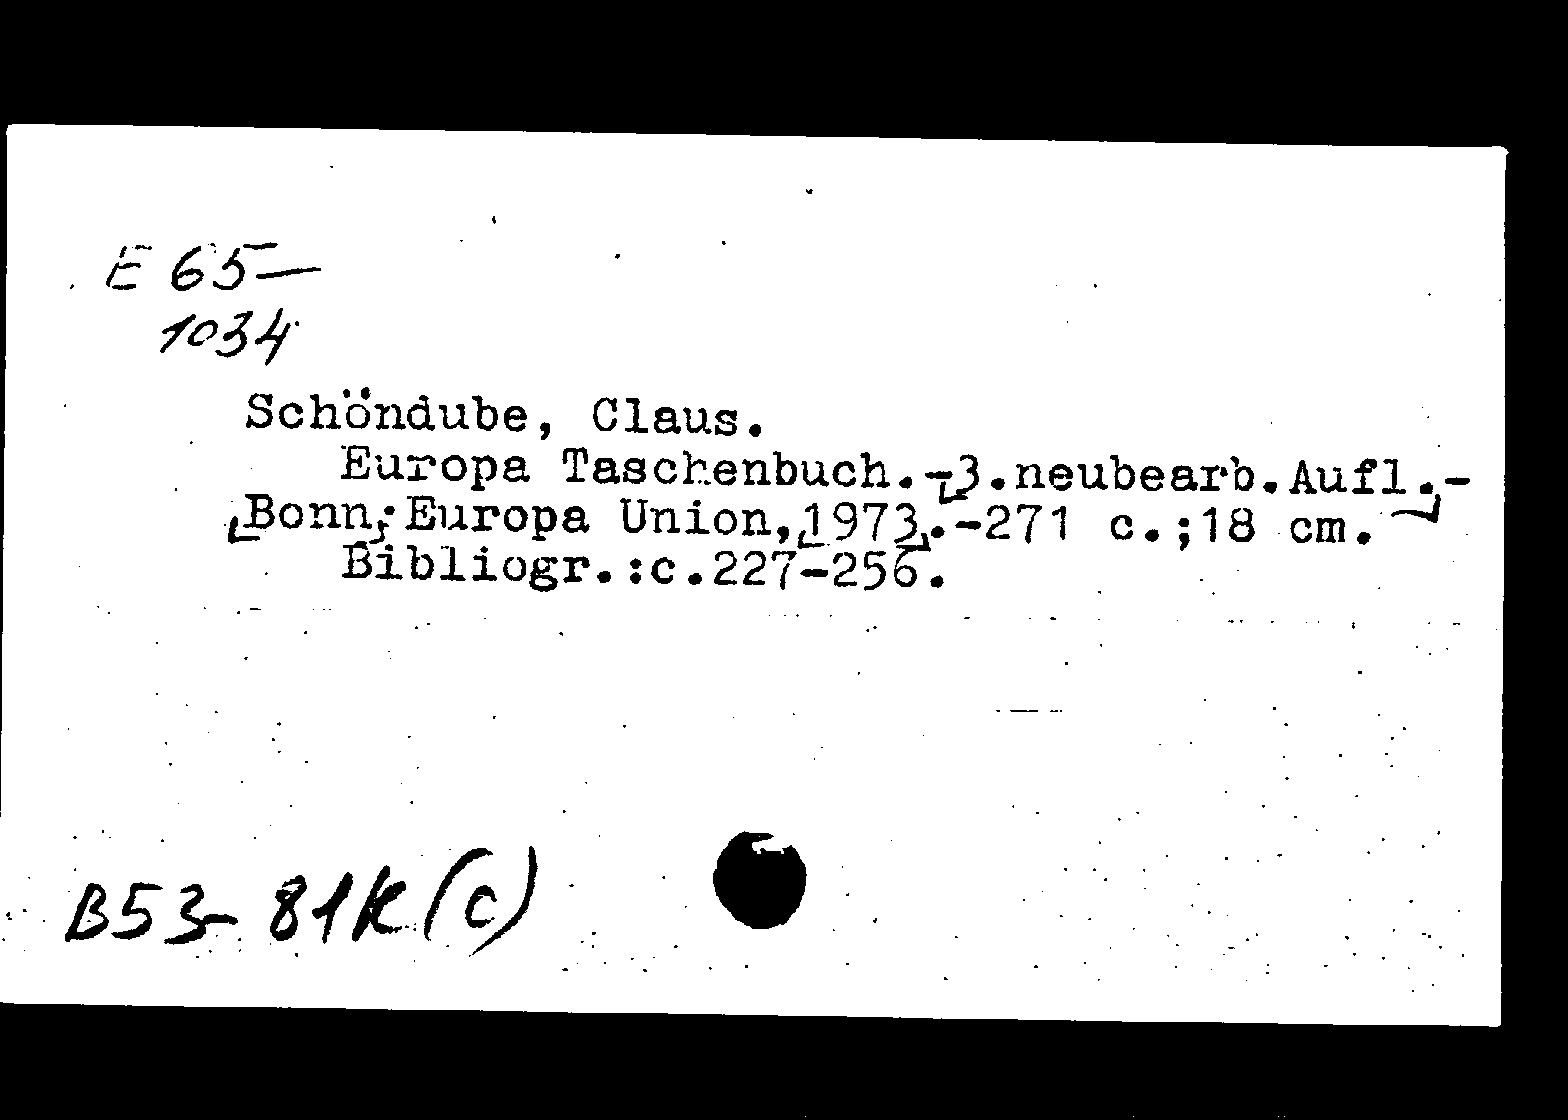 E 65-
1034
Schöndube, Claus.
Europa Taschenbuch.-[3.neubearb.Aufl.]-
[Bonn]: Europa Union,[1973].-271 c.;18 cm.
Bibliogr.:c.227-256.
B53- 81k(c)